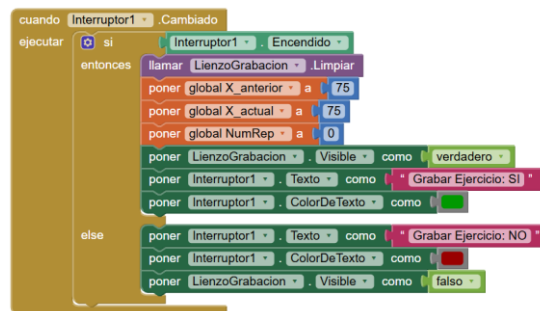 cuando Interruptor1 .Cambiado
ejecutar si Interruptor1 . Encendido
entonces llamar LienzoGrabacion .Limpiar
poner global X_anterior a 75
poner global X_actual a 75
poner global NumRep a 0
poner LienzoGrabacion . Visible como verdadero
poner Interruptor1 . Texto como " Grabar Ejercicio: SI "
poner Interruptor1 . ColorDeTexto como
else poner Interruptor1 . Texto como " Grabar Ejercicio: NO "
poner Interruptor1 . ColorDeTexto como
poner LienzoGrabacion . Visible como falso